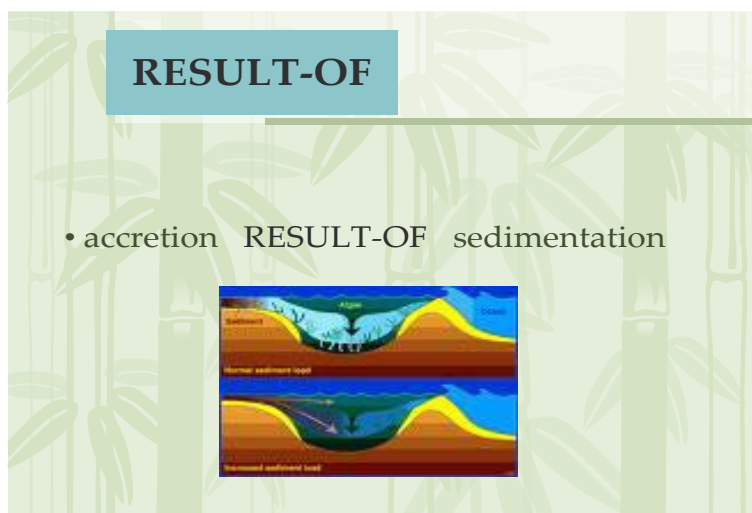 RESULT-OF
• accretion RESULT-OF sedimentation
Algae
Ocean
Sediment
Normal sediment load
Increased sediment load